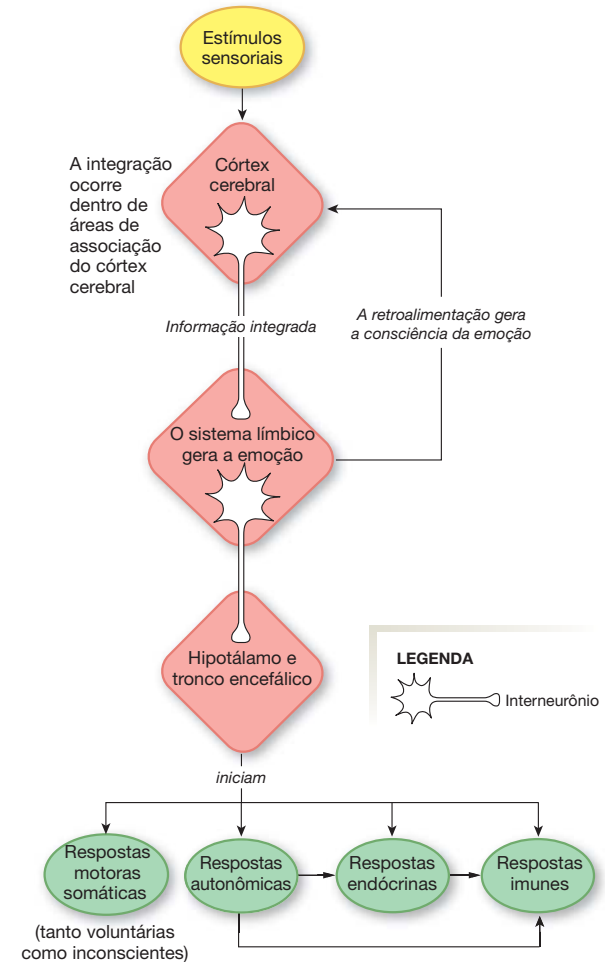 Estímulos
sensoriais
A integração
ocorre
dentro de
áreas de
associação
do córtex
cerebral
Córtex
cerebral
Informação integrada
A retroalimentação gera
a consciência da emoção
O sistema límbico
gera a emoção
Hipotálamo e
tronco encefálico
LEGENDA
Interneurônio
iniciam
Respostas
motoras
somáticas
Respostas
autonômicas
Respostas
endócrinas
Respostas
imunes
(tanto voluntárias
como inconscientes)